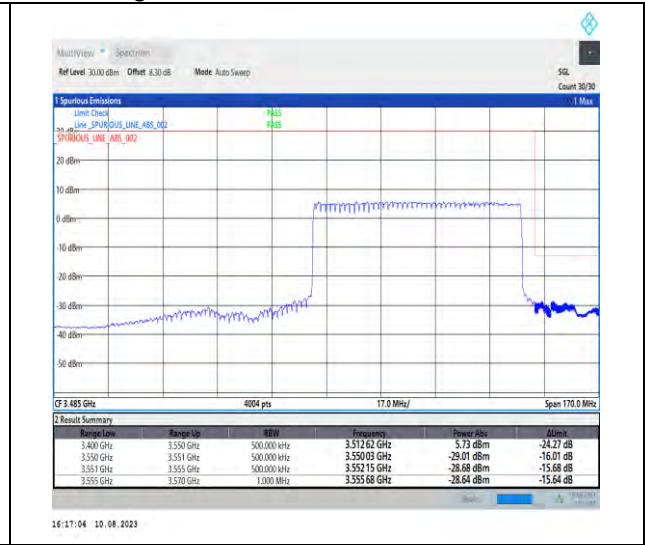 MultiView Spectrum
Ref Level 30.00 dBm Offset 8.30 dB Mode Auto Sweep SGL
Count 30/30
1 Spurious Emissions 1 Max
Limit Check PASS
Line _SPURIOUS_LINE_ABS_002 PASS
SPURIOUS_LINE_ABS_002
20 dBm
10 dBm
0 dBm
-10 dBm
-20 dBm
-30 dBm
-40 dBm
-50 dBm
CF 3.485 GHz 4004 pts 17.0 MHz/ Span 170.0 MHz
2 Result Summary
Range Low Range Up RBW Frequency Power Abs ΔLimit
3.400 GHz 3.550 GHz 500.000 kHz 3.512 62 GHz 5.73 dBm -24.27 dB
3.550 GHz 3.551 GHz 500.000 kHz 3.550 03 GHz -29.01 dBm -16.01 dB
3.551 GHz 3.555 GHz 500.000 kHz 3.552 15 GHz -28.68 dBm -15.68 dB
3.555 GHz 3.570 GHz 1.000 MHz 3.555 68 GHz -28.64 dBm -15.64 dB
16:17:04 10.08.2023